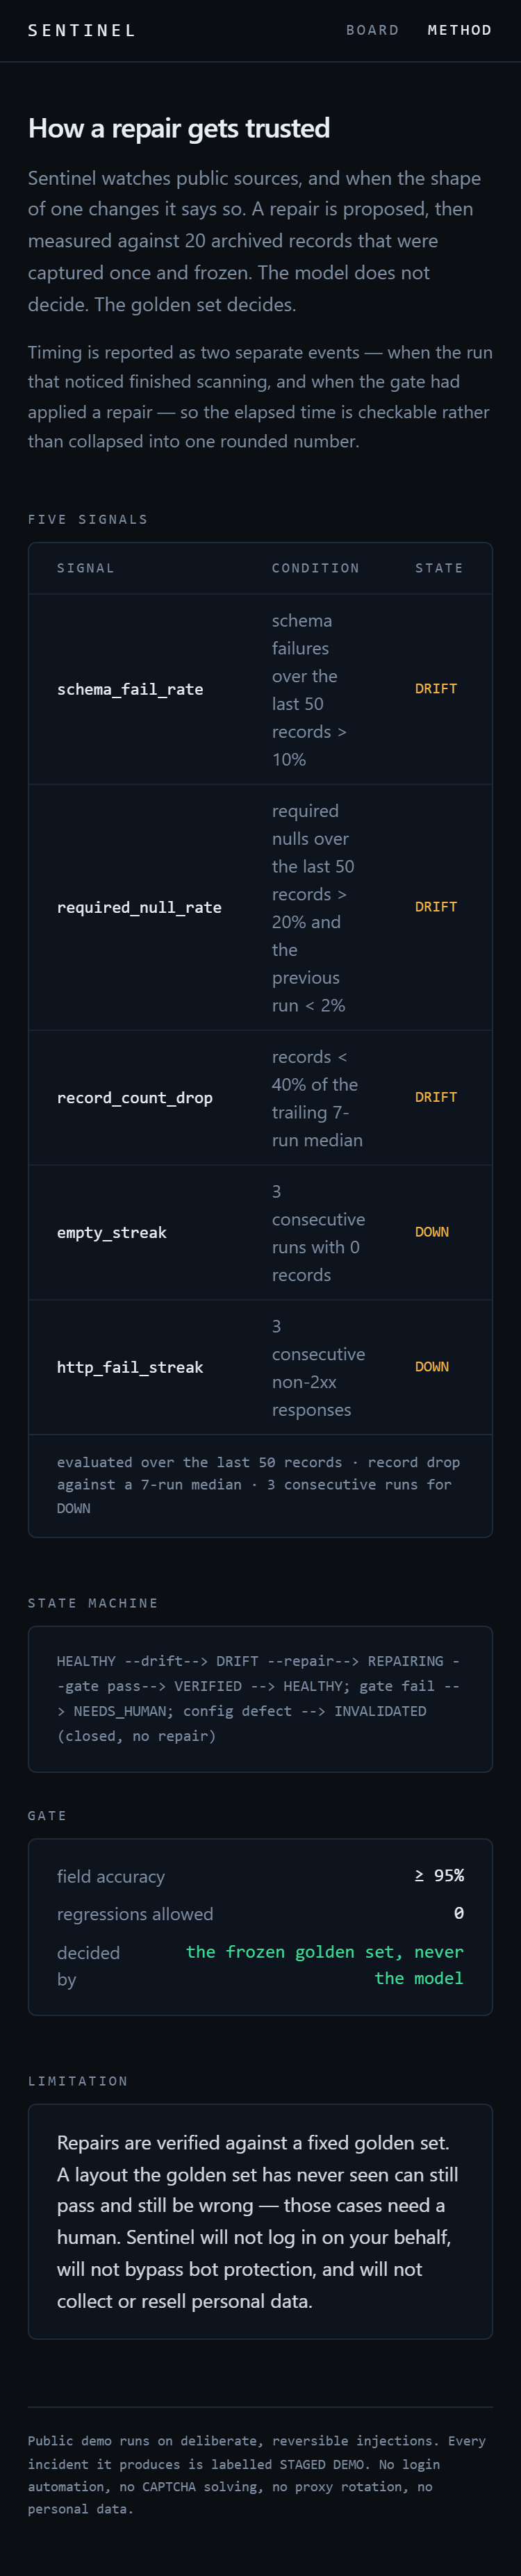 SENTINEL
BOARD METHOD
How a repair gets trusted
Sentinel watches public sources, and when the shape
of one changes it says so. A repair is proposed, then
measured against 20 archived records that were
captured once and frozen. The model does not
decide. The golden set decides.
Timing is reported as two separate events — when the run
that noticed finished scanning, and when the gate had
applied a repair — so the elapsed time is checkable rather
than collapsed into one rounded number.
FIVE SIGNALS
SIGNAL CONDITION STATE
schema_fail_rate
schema
failures
over the
last 50
records >
10%
DRIFT
required_null_rate
required
nulls over
the last 50
records >
20% and
the
previous
run < 2%
DRIFT
record_count_drop
records <
40% of the
trailing 7-
run median
DRIFT
empty_streak
3
consecutive
runs with 0
records
DOWN
http_fail_streak
3
consecutive
non-2xx
responses
DOWN
evaluated over the last 50 records · record drop
against a 7-run median · 3 consecutive runs for
DOWN
STATE MACHINE
HEALTHY --drift--> DRIFT --repair--> REPAIRING -
-gate pass--> VERIFIED --> HEALTHY; gate fail --
> NEEDS_HUMAN; config defect --> INVALIDATED
(closed, no repair)
GATE
field accuracy ≥ 95%
regressions allowed 0
decided
by
the frozen golden set, never
the model
LIMITATION
Repairs are verified against a fixed golden set.
A layout the golden set has never seen can still
pass and still be wrong — those cases need a
human. Sentinel will not log in on your behalf,
will not bypass bot protection, and will not
collect or resell personal data.
Public demo runs on deliberate, reversible injections. Every
incident it produces is labelled STAGED DEMO. No login
automation, no CAPTCHA solving, no proxy rotation, no
personal data.